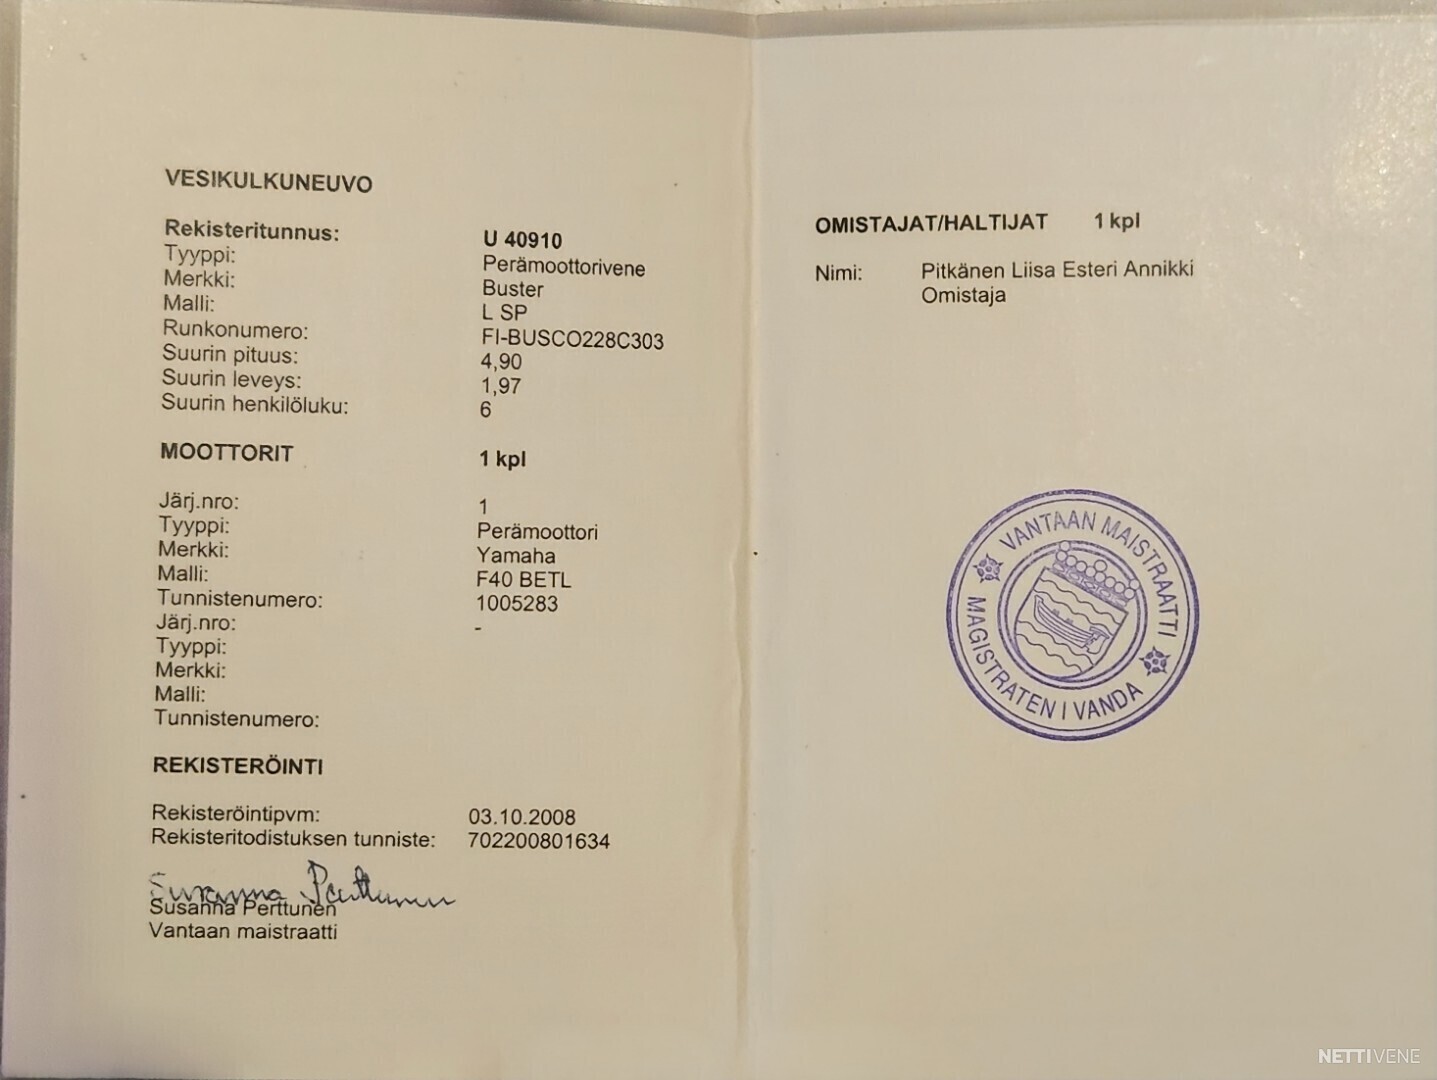 VESIKULKUNEUVO
Rekisteritunnus: U 40910
Tyyppi: Perämoottorivene
Merkki: Buster
Malli: L SP
Runkonumero: FI-BUSCO228C303
Suurin pituus: 4,90
Suurin leveys: 1,97
Suurin henkilöluku: 6
MOOTTORIT 1 kpl
Järj.nro: 1
Tyyppi: Perämoottori
Merkki: Yamaha
Malli: F40 BETL
Tunnistenumero: 1005283
Järj.nro: -
Tyyppi:
Merkki:
Malli:
Tunnistenumero:
REKISTERÖINTI
Rekisteröintipvm: 03.10.2008
Rekisteritodistuksen tunniste: 702200801634
Susanna Perttunen
Susanna Perttunen
Vantaan maistraatti
OMISTAJAT/HALTIJAT 1 kpl
Nimi: Pitkänen Liisa Esteri Annikki
Omistaja
VANTAAN MAISTRAATTI
MAGISTRATEN I VANDA
NETTIVENE